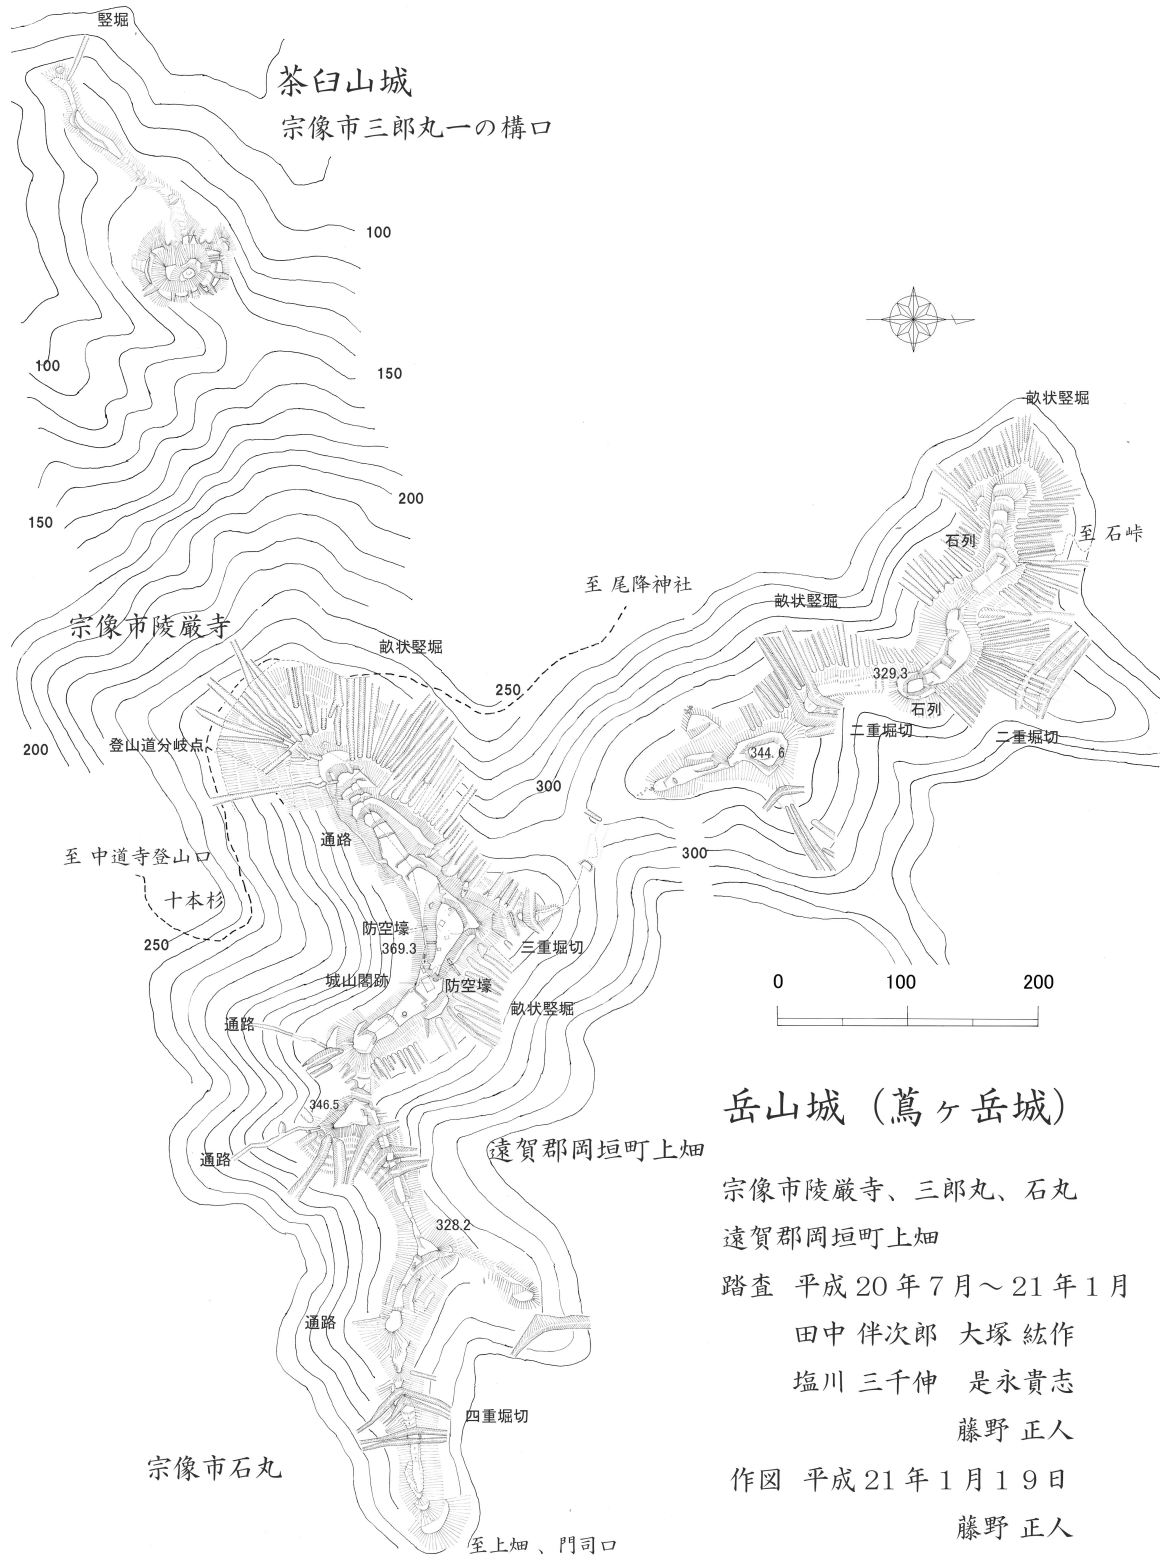 竪堀
茶臼山城
宗像市三郎丸一の構口
100
100
150
200
150
畝状竪堀
石列
至 石峠
至 尾降神社
畝状竪堀
宗像市陵厳寺
畝状竪堀
250
329.3
石列
二重堀切
二重堀切
200
登山道分岐点
344.6
300
通路
300
至 中道寺登山口
十本杉
250
防空壕
369.3
三重堀切
城山閣跡
防空壕
畝状竪堀
通路
0 100 200
346.5
通路
遠賀郡岡垣町上畑
328.2
通路
四重堀切
宗像市石丸
至上畑 、門司口
岳山城（蔦ヶ岳城）
宗像市陵厳寺、三郎丸、石丸
遠賀郡岡垣町上畑
踏査 平成20年7月～21年1月
田中 伴次郎 大塚 紘作
塩川 三千伸 是永貴志
藤野 正人
作図 平成21年1月19日
藤野 正人